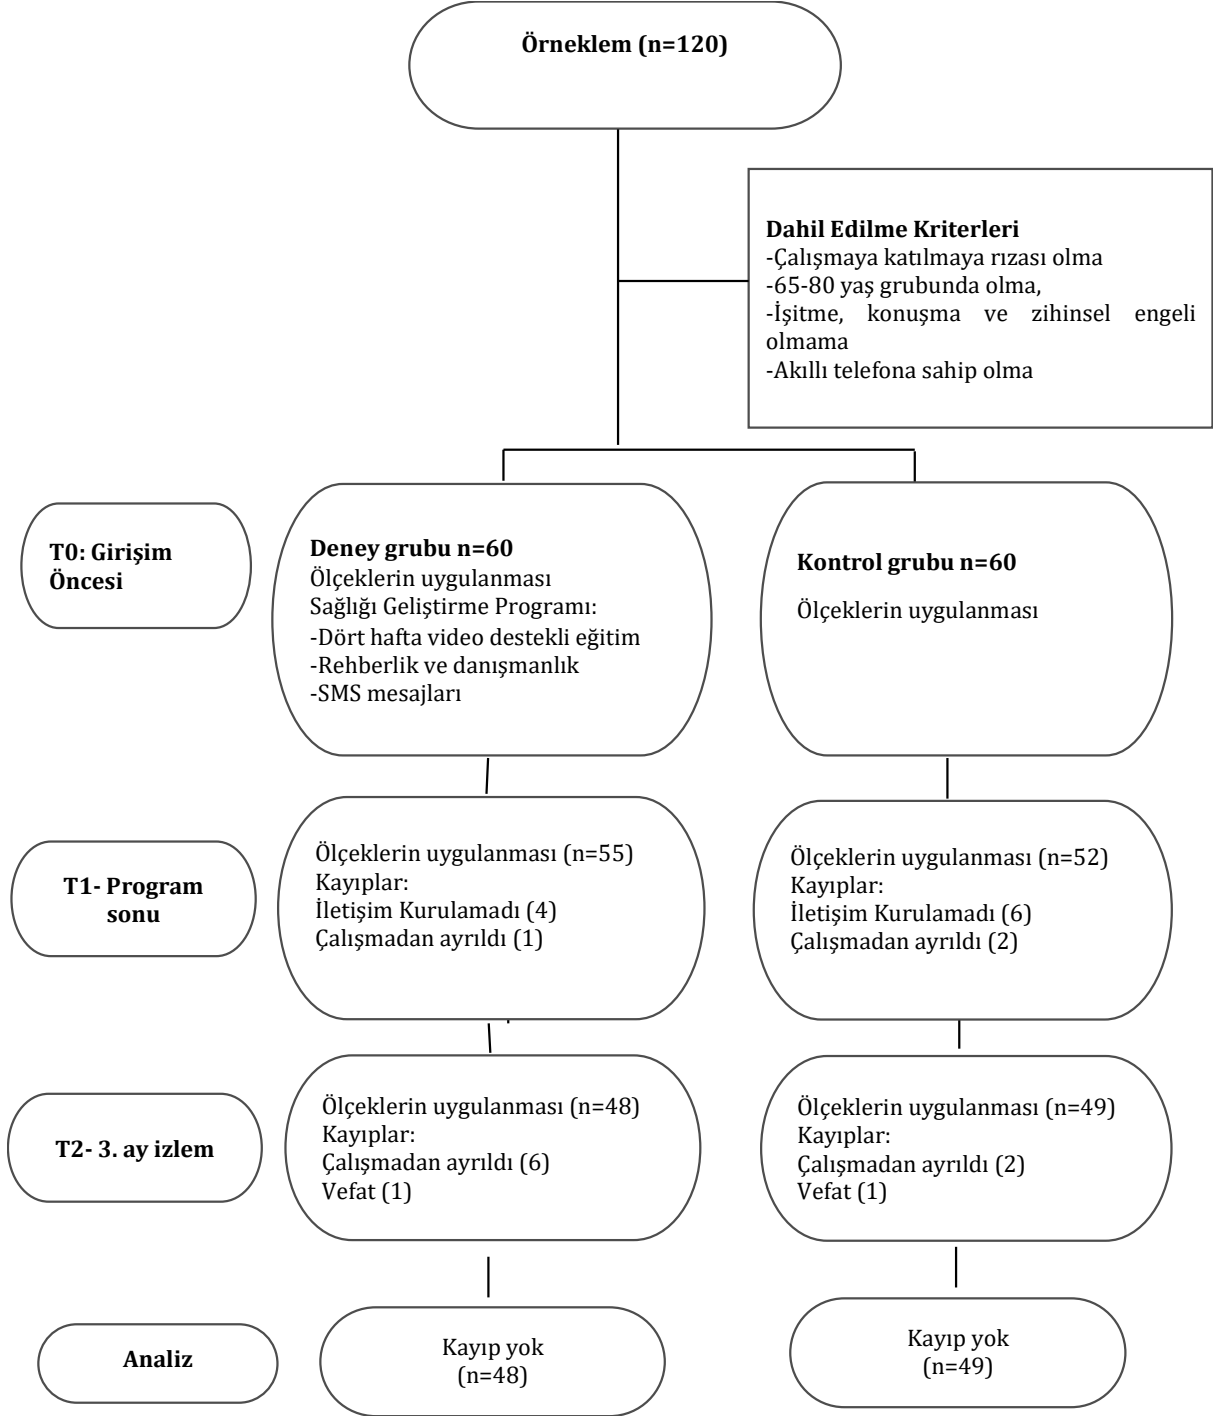 Örneklem (n=120)
Dahil Edilme Kriterleri
-Çalışmaya katılmaya rızası olma
-65-80 yaş grubunda olma,
-İşitme, konuşma ve zihinsel engeli
olmama
-Akıllı telefona sahip olma
T0: Girişim
Öncesi
Deney grubu n=60
Ölçeklerin uygulanması
Sağlığı Geliştirme Programı:
-Dört hafta video destekli eğitim
-Rehberlik ve danışmanlık
-SMS mesajları
Kontrol grubu n=60
Ölçeklerin uygulanması
T1- Program
sonu
Ölçeklerin uygulanması (n=55)
Kayıplar:
İletişim Kurulamadı (4)
Çalışmadan ayrıldı (1)
Ölçeklerin uygulanması (n=52)
Kayıplar:
İletişim Kurulamadı (6)
Çalışmadan ayrıldı (2)
T2- 3. ay izlem
Ölçeklerin uygulanması (n=48)
Kayıplar:
Çalışmadan ayrıldı (6)
Vefat (1)
Ölçeklerin uygulanması (n=49)
Kayıplar:
Çalışmadan ayrıldı (2)
Vefat (1)
Analiz
Kayıp yok
(n=48)
Kayıp yok
(n=49)